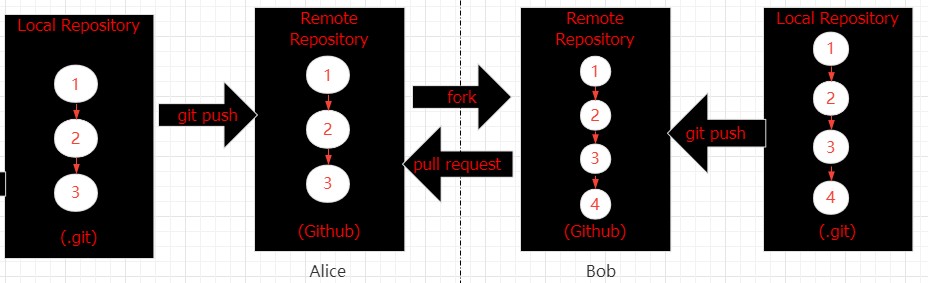 Local Repository
1
2
3
(.git)
git push
Remote
Repository
1
2
3
(Github)
Alice
fork
pull request
Remote
Repository
1
2
3
4
(Github)
Bob
git push
Local Repository
1
2
3
4
(.git)